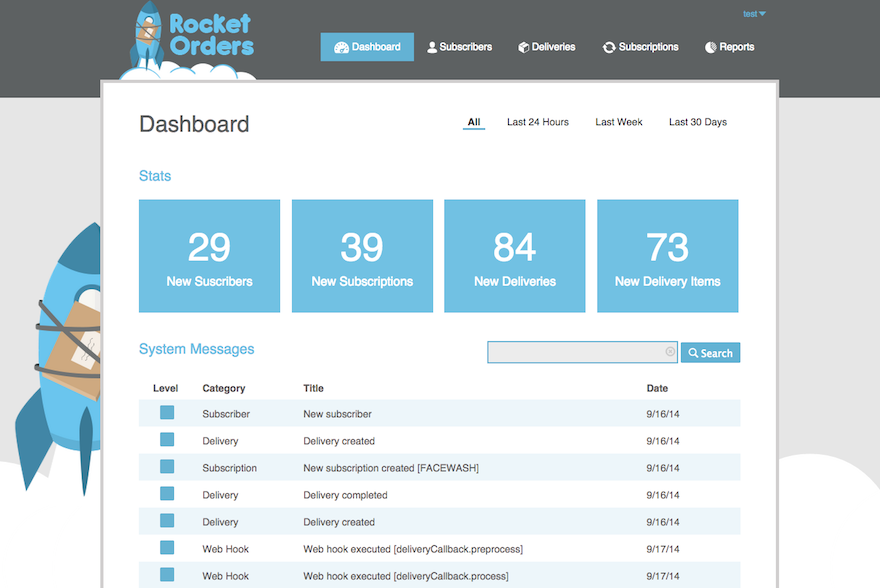 Rocket
Orders
test
Dashboard Subscribers Deliveries Subscriptions Reports
Dashboard
All Last 24 Hours Last Week Last 30 Days
Stats
29 39 84 73
New Suscribers New Subscriptions New Deliveries New Delivery Items
System Messages
Search
Level Category Title Date
Subscriber New subscriber 9/16/14
Delivery Delivery created 9/16/14
Subscription New subscription created [FACEWASH] 9/16/14
Delivery Delivery completed 9/16/14
Delivery Delivery created 9/16/14
Web Hook Web hook executed [deliveryCallback.preprocess] 9/17/14
Web Hook Web hook executed [deliveryCallback.process] 9/17/14